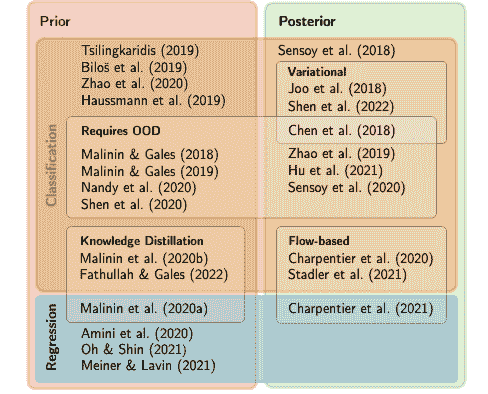 Prior
Posterior
Classification
Tsilingkaridis (2019)
Biloš et al. (2019)
Zhao et al. (2020)
Haussmann et al. (2019)
Sensoy et al. (2018)
Variational
Joo et al. (2018)
Shen et al. (2022)
Requires OOD
Chen et al. (2018)
Malinin & Gales (2018)
Malinin & Gales (2019)
Nandy et al. (2020)
Shen et al. (2020)
Zhao et al. (2019)
Hu et al. (2021)
Sensoy et al. (2020)
Knowledge Distillation
Malinin et al. (2020b)
Fathullah & Gales (2022)
Flow-based
Charpentier et al. (2020)
Stadler et al. (2021)
Regression
Malinin et al. (2020a)
Charpentier et al. (2021)
Amini et al. (2020)
Oh & Shin (2021)
Meiner & Lavin (2021)